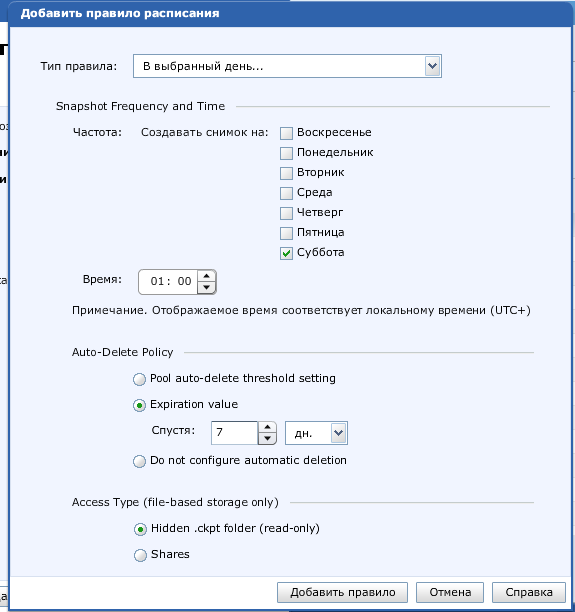 Добавить правило расписания
Тип правила: В выбранный день...
Snapshot Frequency and Time
Частота: Создавать снимок на: Воскресенье
Понедельник
Вторник
Среда
Четверг
Пятница
Суббота
Время: 01: 00
Примечание. Отображаемое время соответствует локальному времени (UTC+)
Auto-Delete Policy
Pool auto-delete threshold setting
Expiration value
Спустя: 7 дн.
Do not configure automatic deletion
Access Type (file-based storage only)
Hidden .ckpt folder (read-only)
Shares
Добавить правило Отмена Справка